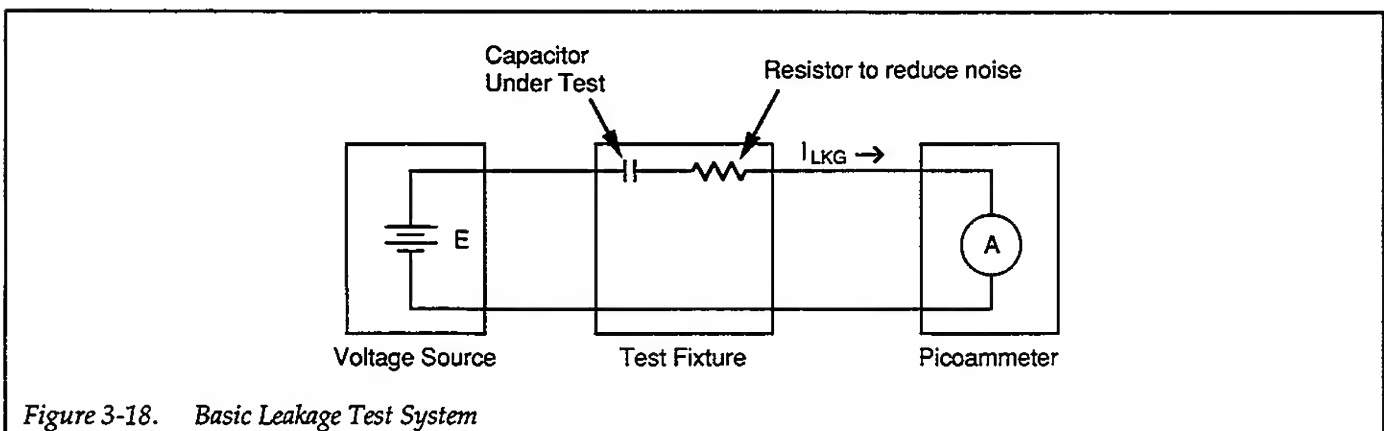 Capacitor
Under Test
Resistor to reduce noise
I LKG →
E
A
Voltage Source
Test Fixture
Picoammeter
Figure 3-18. Basic Leakage Test System